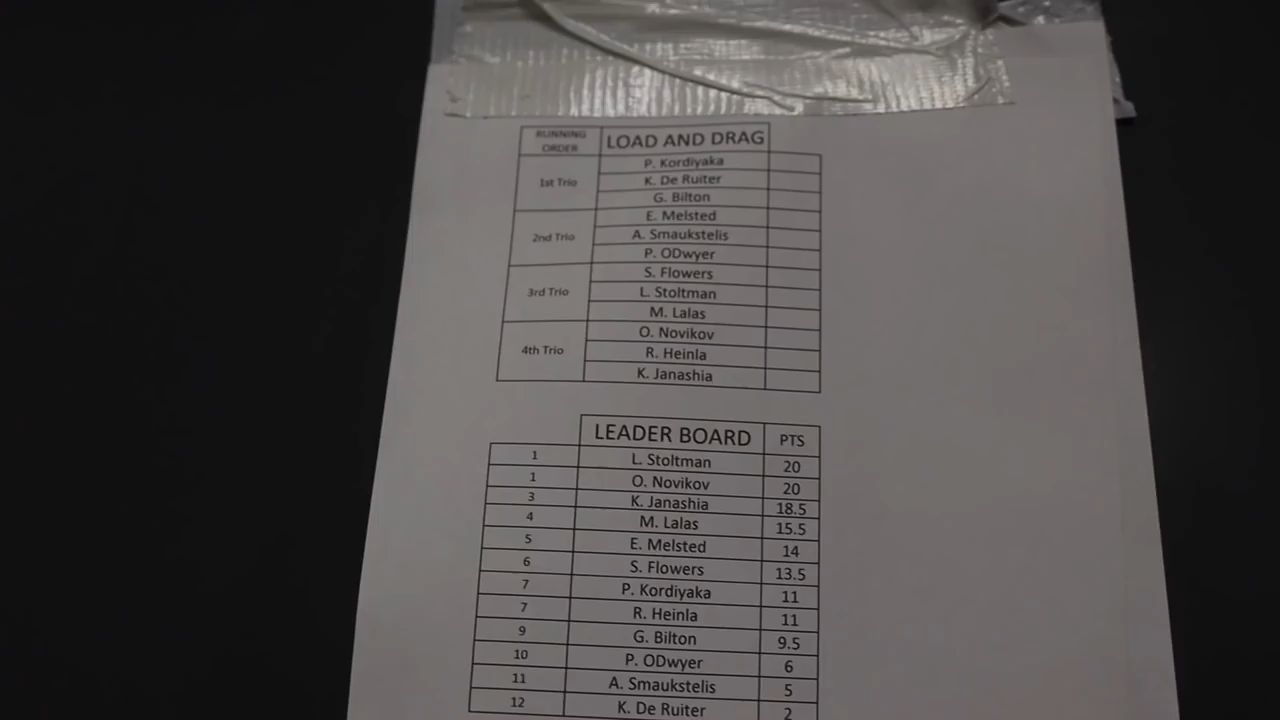 RUNNING ORDER LOAD AND DRAG
1st Trio P. Kordiyaka
K. De Ruiter
G. Bilton
2nd Trio E. Melsted
A. Smaukstelis
P. ODwyer
3rd Trio S. Flowers
L. Stoltman
M. Lalas
4th Trio O. Novikov
R. Heinla
K. Janashia
LEADER BOARD PTS
1 L. Stoltman 20
1 O. Novikov 20
3 K. Janashia 18.5
4 M. Lalas 15.5
5 E. Melsted 14
6 S. Flowers 13.5
7 P. Kordiyaka 11
7 R. Heinla 11
9 G. Bilton 9.5
10 P. ODwyer 6
11 A. Smaukstelis 5
12 K. De Ruiter 2